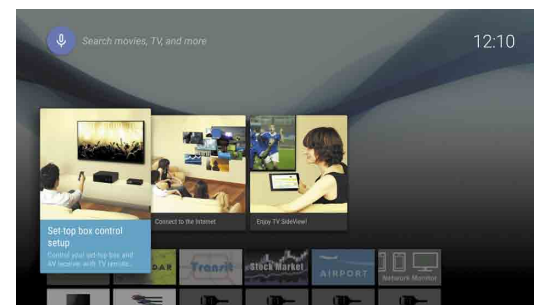 Search movies, TV, and more
12:10
Set-top box control
setup
Control your set-top box and
AV receiver with TV remote...
Connect to the Internet
Enjoy TV SideView!
DAR
Transit
Stock Market
AIRPORT
Network Monitor